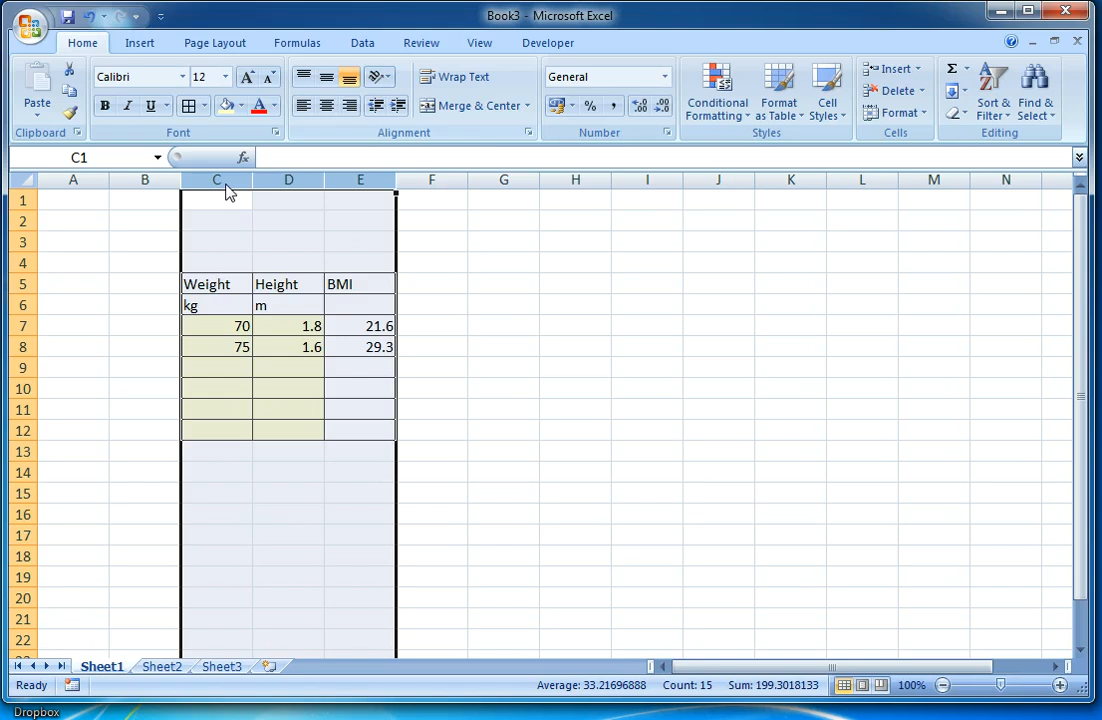 Book3 - Microsoft Excel
Home Insert Page Layout Formulas Data Review View Developer
Calibri 12 Wrap Text General Insert Σ
Paste Conditional Format Cell Delete Sort & Find &
B I U A Merge & Center % , .0 .00 Formatting as Table Styles Format Filter Select
Clipboard Font Alignment Number Styles Cells Editing
C1 fx
A B C D E F G H I J K L M N
1
2
3
4
5 Weight Height BMI
6 kg m
7 70 1.8 21.6
8 75 1.6 29.3
9
10
11
12
13
14
15
16
17
18
19
20
21
22
Sheet1 Sheet2 Sheet3
Ready Average: 33.21696888 Count: 15 Sum: 199.3018133 100%
Dropbox